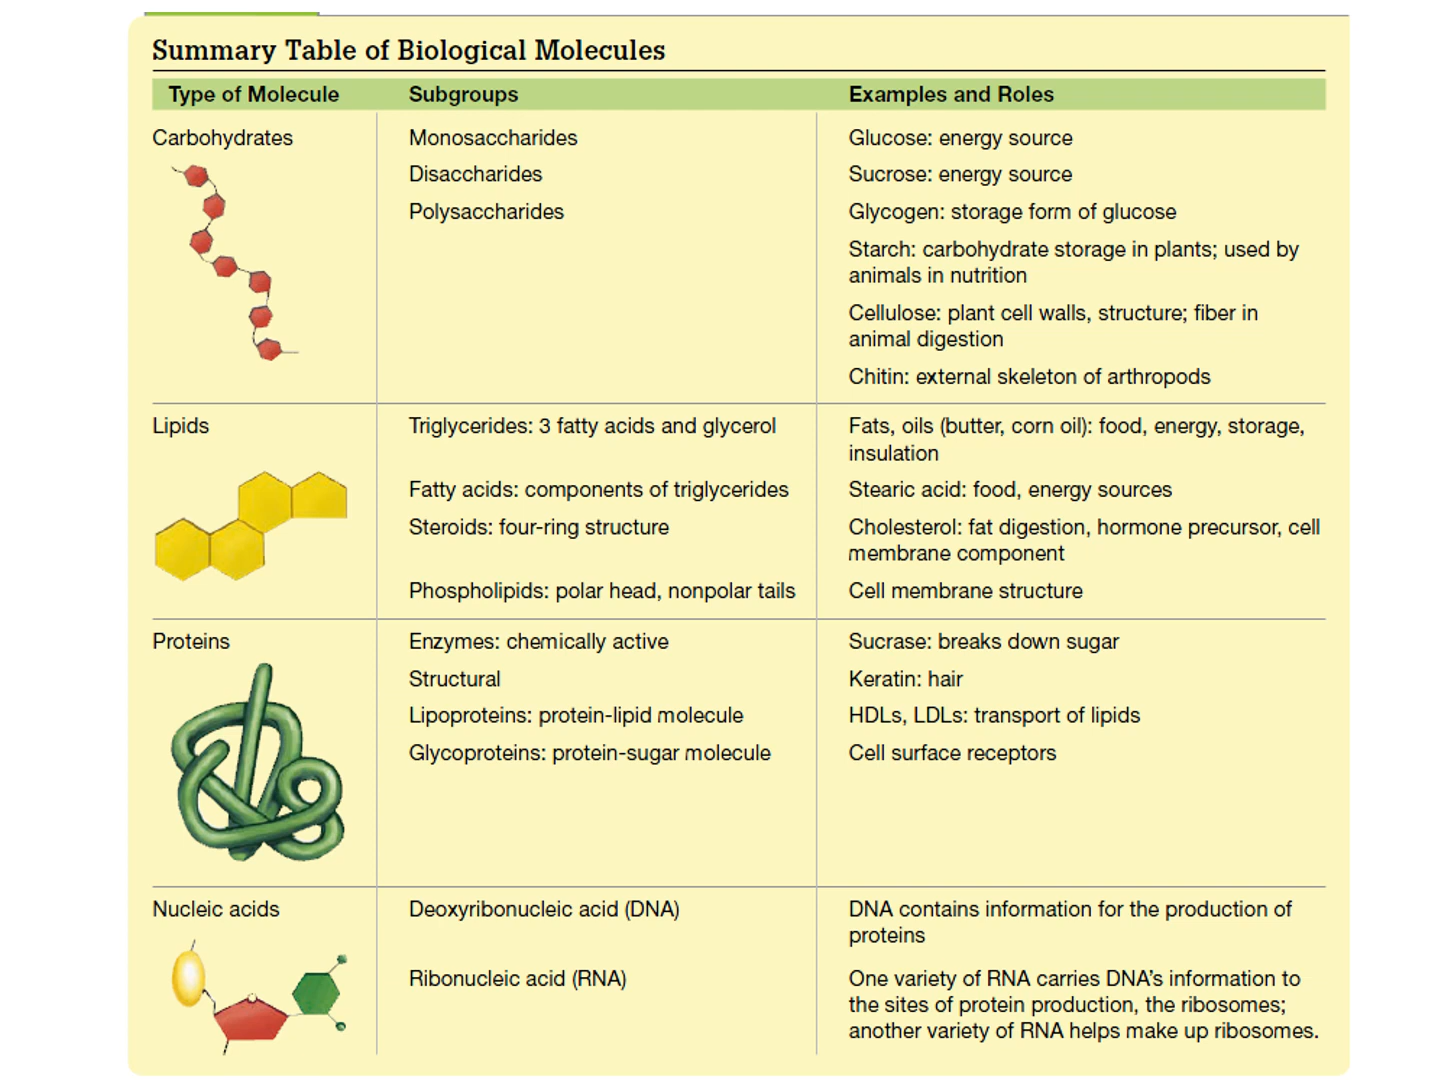 Summary Table of Biological Molecules
Type of Molecule Subgroups Examples and Roles
Carbohydrates Monosaccharides Glucose: energy source
Disaccharides Sucrose: energy source
Polysaccharides Glycogen: storage form of glucose
Starch: carbohydrate storage in plants; used by
animals in nutrition
Cellulose: plant cell walls, structure; fiber in
animal digestion
Chitin: external skeleton of arthropods
Lipids Triglycerides: 3 fatty acids and glycerol Fats, oils (butter, corn oil): food, energy, storage,
insulation
Fatty acids: components of triglycerides Stearic acid: food, energy sources
Steroids: four-ring structure Cholesterol: fat digestion, hormone precursor, cell
membrane component
Phospholipids: polar head, nonpolar tails Cell membrane structure
Proteins Enzymes: chemically active Sucrase: breaks down sugar
Structural Keratin: hair
Lipoproteins: protein-lipid molecule HDLs, LDLs: transport of lipids
Glycoproteins: protein-sugar molecule Cell surface receptors
Nucleic acids Deoxyribonucleic acid (DNA) DNA contains information for the production of
proteins
Ribonucleic acid (RNA) One variety of RNA carries DNA's information to
the sites of protein production, the ribosomes;
another variety of RNA helps make up ribosomes.